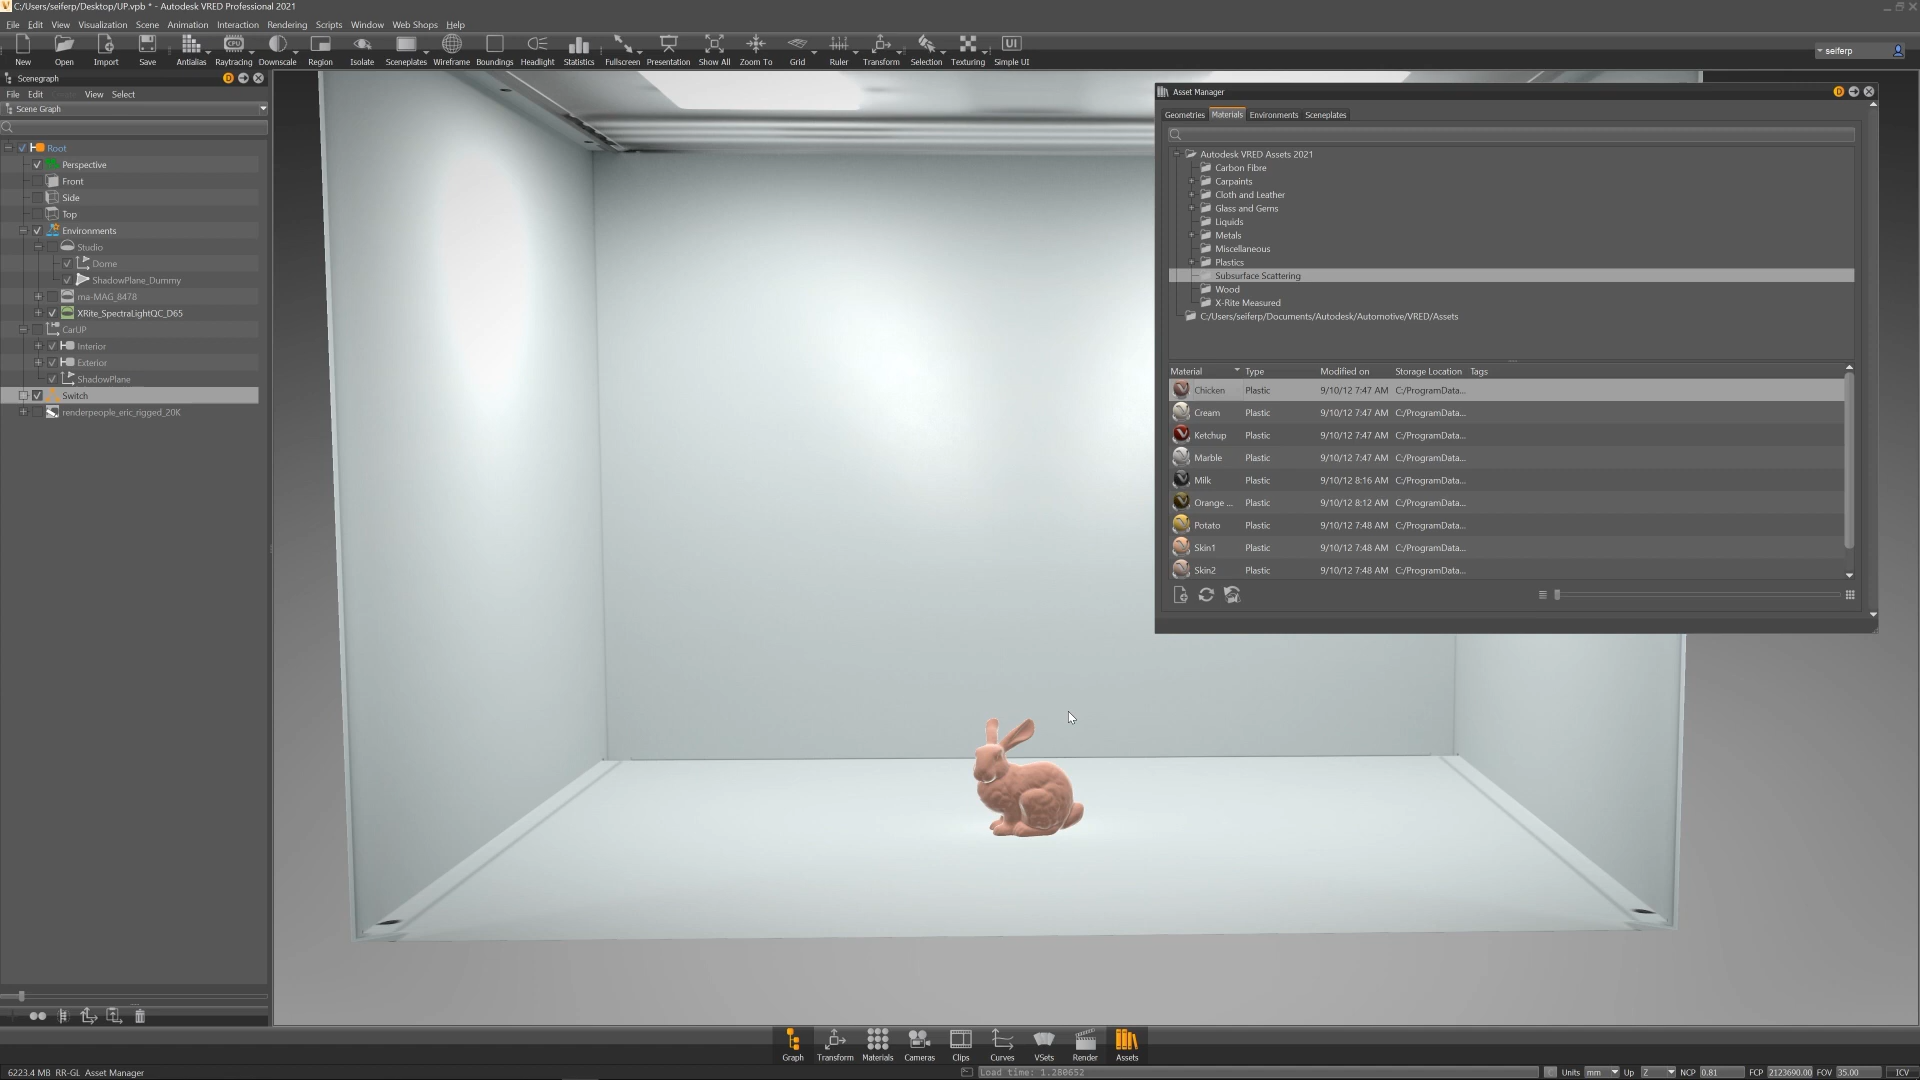 C:/Users/seiferp/Desktop/UP.vpb * - Autodesk VRED Professional 2021
File Edit View Visualization Scene Animation Interaction Rendering Scripts Window Web Shops Help
New Open Import Save Antialias Raytracing Downscale Region Isolate Sceneplates Wireframe Boundings Headlight Statistics Fullscreen Presentation Show All Zoom To Grid Ruler Transform Selection Texturing Simple UI
seiferp
Scenegraph
File Edit View Select
Scene Graph
Root
Perspective
Front
Side
Top
Environments
Studio
Dome
ShadowPlane_Dummy
ma-MAG_8478
XRite_SpectraLightQC_D65
CarUP
Interior
Exterior
ShadowPlane
Switch
renderpeople_eric_rigged_20K
Asset Manager
Geometries Materials Environments Sceneplates
Autodesk VRED Assets 2021
Carbon Fibre
Carpaints
Cloth and Leather
Glass and Gems
Liquids
Metals
Miscellaneous
Plastics
Subsurface Scattering
Wood
X-Rite Measured
C:/Users/seiferp/Documents/Autodesk/Automotive/VRED/Assets
Material Type Modified on Storage Location Tags
Chicken Plastic 9/10/12 7:47 AM C:/ProgramData...
Cream Plastic 9/10/12 7:47 AM C:/ProgramData...
Ketchup Plastic 9/10/12 7:47 AM C:/ProgramData...
Marble Plastic 9/10/12 7:47 AM C:/ProgramData...
Milk Plastic 9/10/12 8:16 AM C:/ProgramData...
Orange ... Plastic 9/10/12 8:12 AM C:/ProgramData...
Potato Plastic 9/10/12 7:48 AM C:/ProgramData...
Skin1 Plastic 9/10/12 7:48 AM C:/ProgramData...
Skin2 Plastic 9/10/12 7:48 AM C:/ProgramData...
Graph Transform Materials Cameras Clips Curves VSets Render Assets
6223.4 MB RR-GL Asset Manager
Load time: 1.280652
Units mm Up Z NCP 0.81 FCP 2123690.00 FOV 35.00 ICV